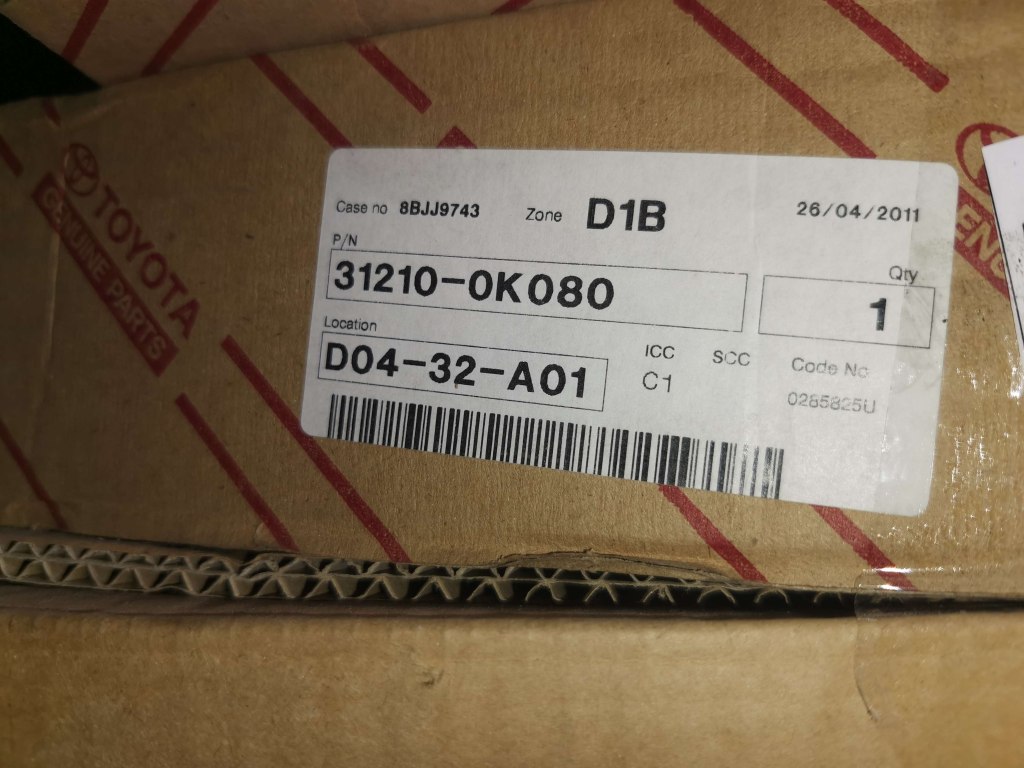 TOYOTA
GENUINE PARTS
Case no 8BJJ9743 Zone D1B 26/04/2011
P/N
31210-0K080
Qty
1
Location
D04-32-A01
ICC SCC Code No
C1 0285825U